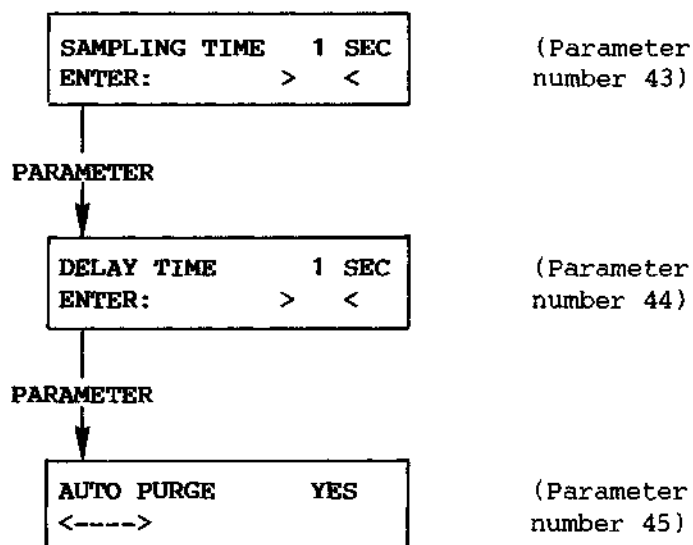 SAMPLING TIME 1 SEC
ENTER: > <
(Parameter
number 43)
PARAMETER
DELAY TIME 1 SEC
ENTER: > <
(Parameter
number 44)
PARAMETER
AUTO PURGE YES
<---->
(Parameter
number 45)